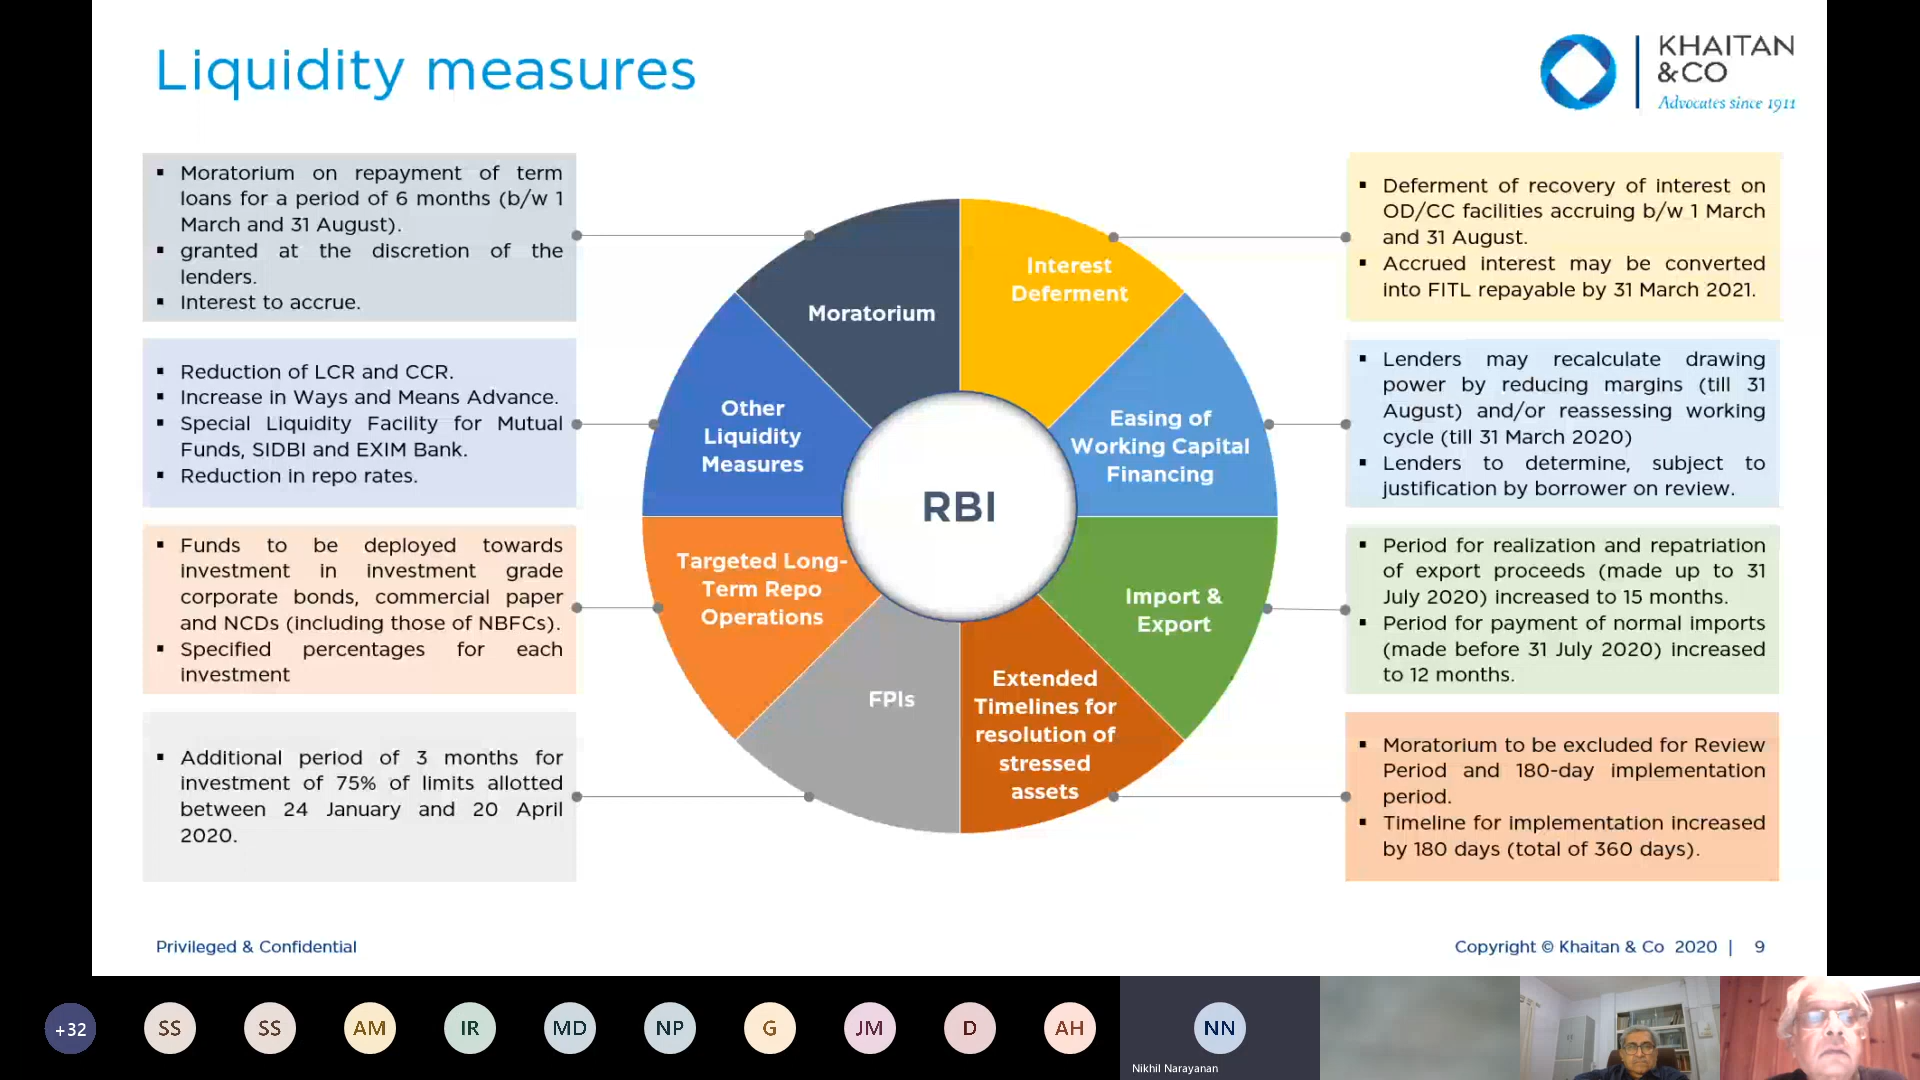 Liquidity measures
KHAITAN
&CO
Advocates since 1911
▪ Moratorium on repayment of term
loans for a period of 6 months (b/w 1
March and 31 August).
▪ granted at the discretion of the
lenders.
▪ Interest to accrue.
▪ Reduction of LCR and CCR.
▪ Increase in Ways and Means Advance.
▪ Special Liquidity Facility for Mutual
Funds, SIDBI and EXIM Bank.
▪ Reduction in repo rates.
▪ Funds to be deployed towards
investment in investment grade
corporate bonds, commercial paper
and NCDs (including those of NBFCs).
▪ Specified percentages for each
investment
▪ Additional period of 3 months for
investment of 75% of limits allotted
between 24 January and 20 April
2020.
Moratorium
Interest
Deferment
Other
Liquidity
Measures
Easing of
Working Capital
Financing
RBI
Targeted Long-
Term Repo
Operations
Import &
Export
FPIs
Extended
Timelines for
resolution of
stressed
assets
▪ Deferment of recovery of interest on
OD/CC facilities accruing b/w 1 March
and 31 August.
▪ Accrued interest may be converted
into FITL repayable by 31 March 2021.
▪ Lenders may recalculate drawing
power by reducing margins (till 31
August) and/or reassessing working
cycle (till 31 March 2020)
▪ Lenders to determine, subject to
justification by borrower on review.
▪ Period for realization and repatriation
of export proceeds (made up to 31
July 2020) increased to 15 months.
▪ Period for payment of normal imports
(made before 31 July 2020) increased
to 12 months.
▪ Moratorium to be excluded for Review
Period and 180-day implementation
period.
▪ Timeline for implementation increased
by 180 days (total of 360 days).
Privileged & Confidential
Copyright © Khaitan & Co 2020 | 9
+32 SS SS AM IR MD NP G JM D AH NN
Nikhil Narayanan